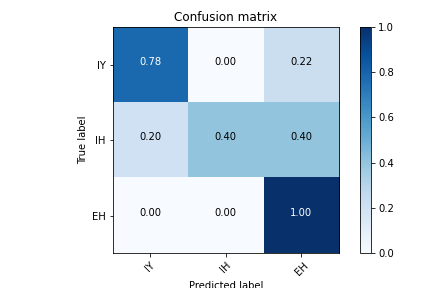 Confusion matrix
1.0
IY 0.78 0.00 0.22
0.8
0.6
True label
IH 0.20 0.40 0.40
0.4
0.2
EH 0.00 0.00 1.00
0.0
IY IH EH
Predicted label